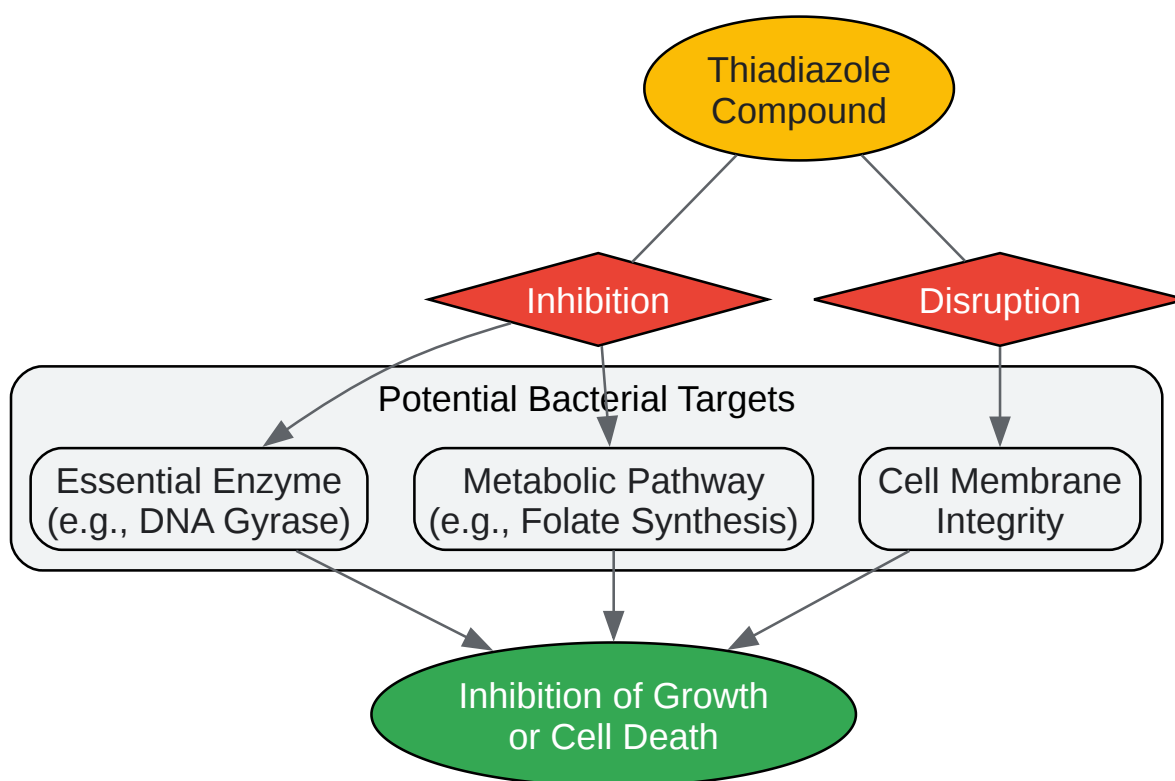 Thiadiazole
Compound
Inhibition
Disruption
Potential Bacterial Targets
Essential Enzyme
(e.g., DNA Gyrase)
Metabolic Pathway
(e.g., Folate Synthesis)
Cell Membrane
Integrity
Inhibition of Growth
or Cell Death